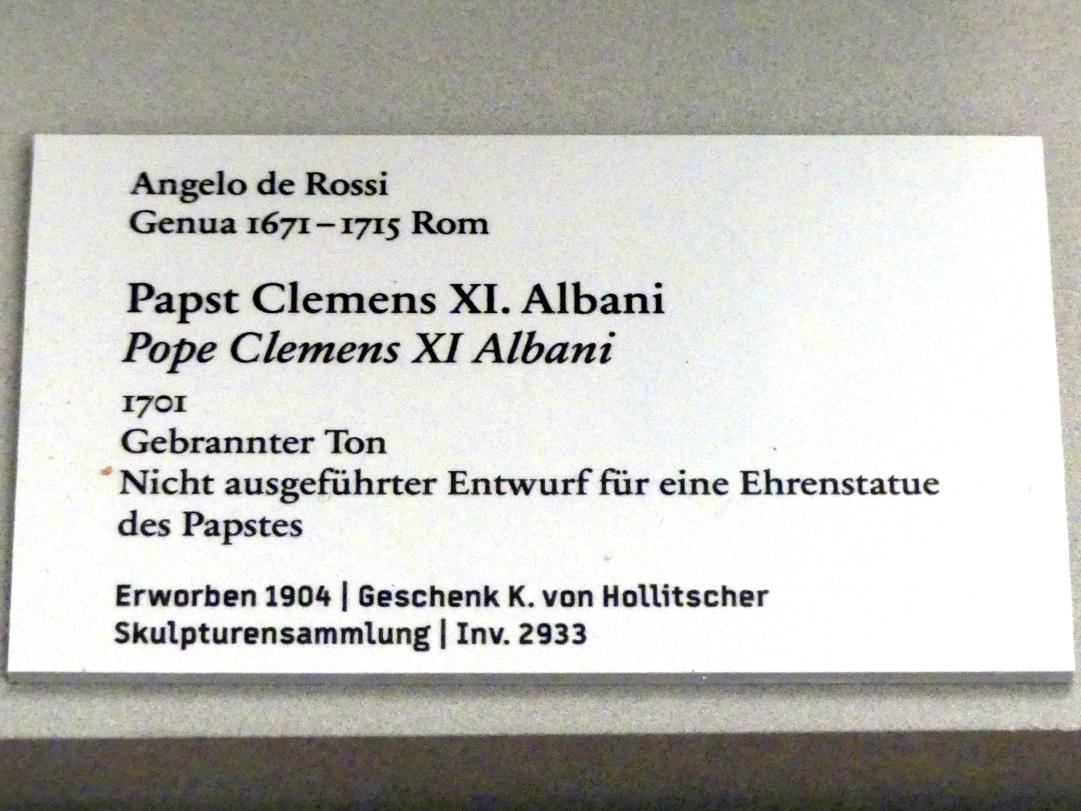 Angelo de Rossi
Genua 1671–1715 Rom
Papst Clemens XI. Albani
Pope Clemens XI Albani
1701
Gebrannter Ton
Nicht ausgeführter Entwurf für eine Ehrenstatue
des Papstes
Erworben 1904 | Geschenk K. von Hollitscher
Skulpturensammlung | Inv. 2933